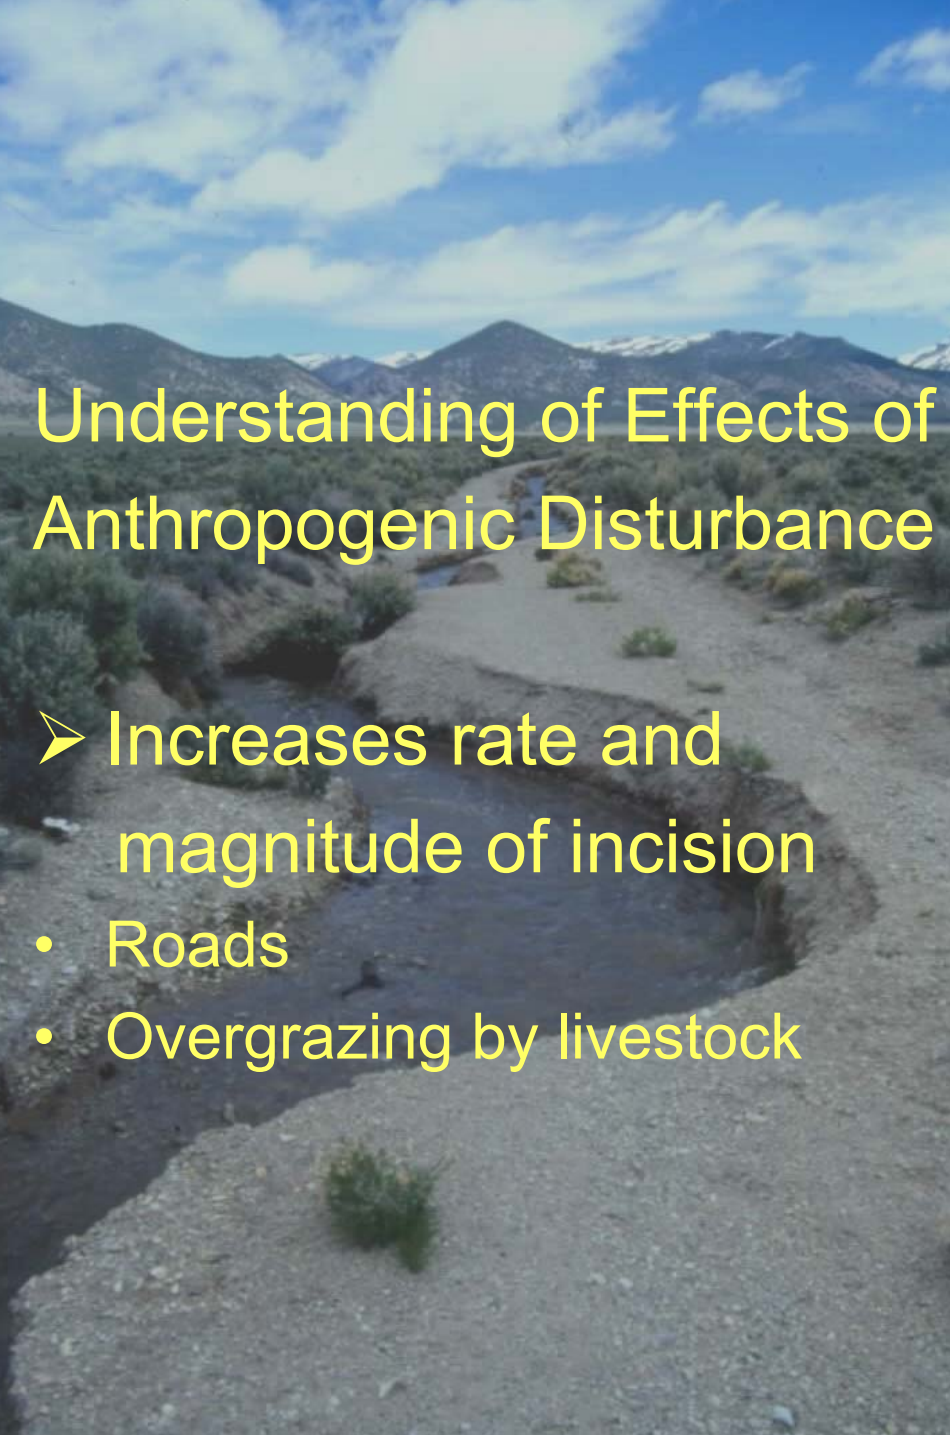 Understanding of Effects of
Anthropogenic Disturbance
➢ Increases rate and
magnitude of incision
• Roads
• Overgrazing by livestock